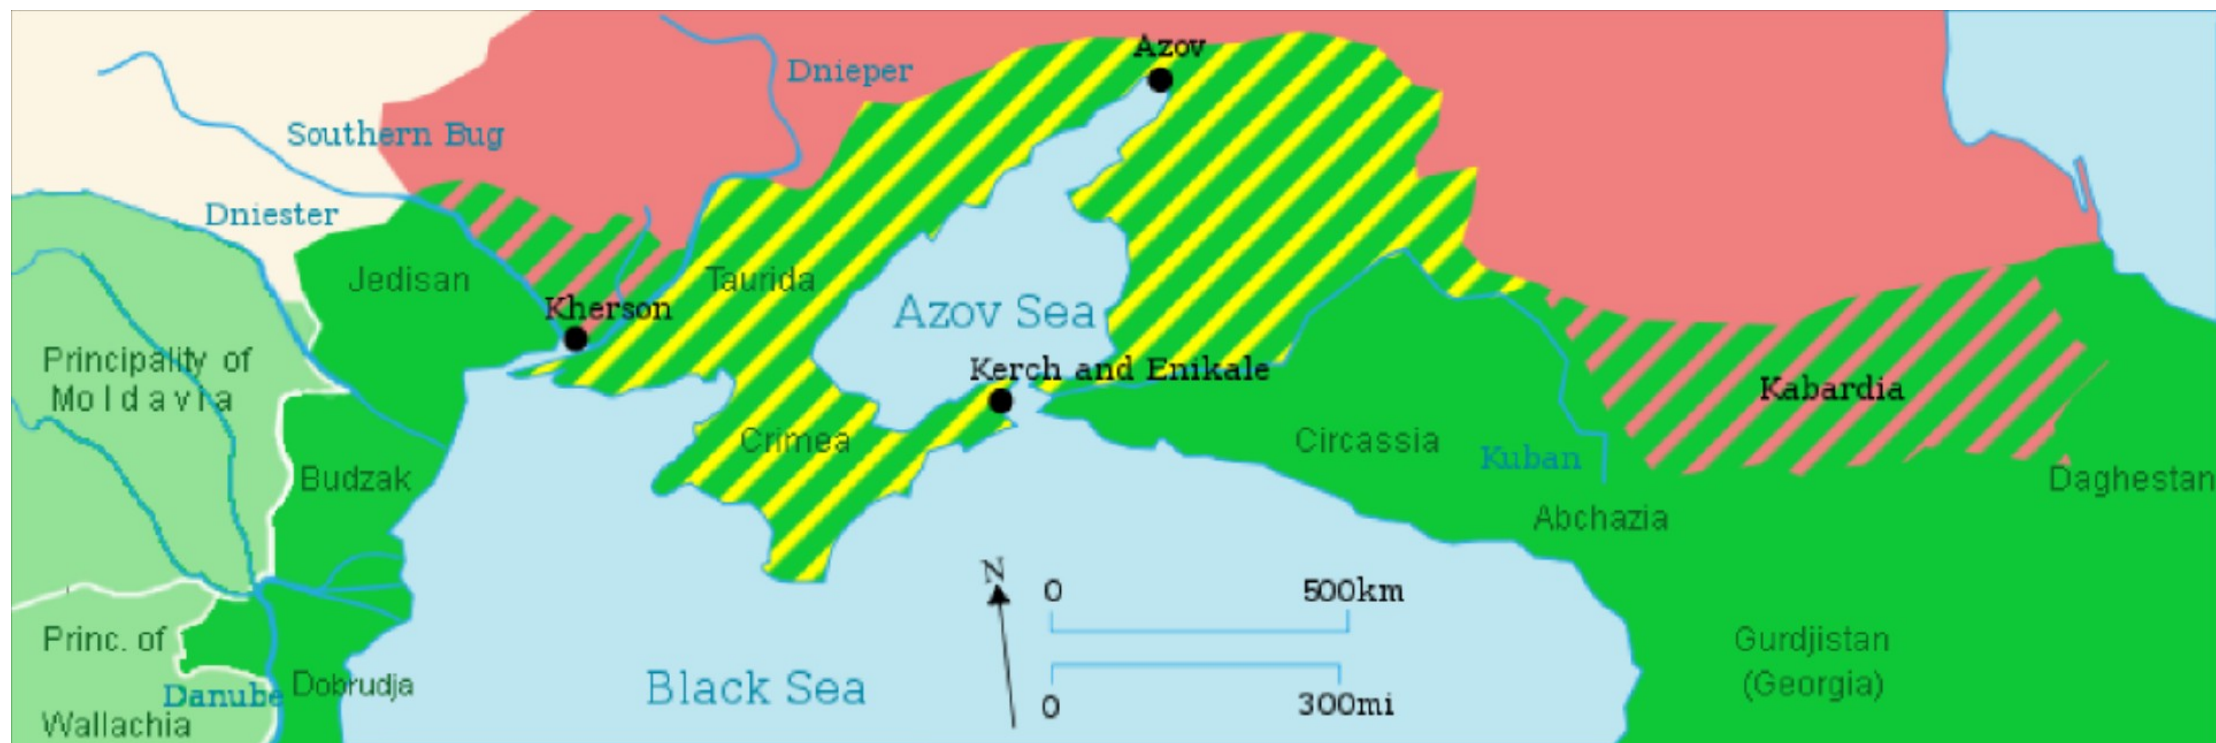 Azov
Dnieper
Southern Bug
Dniester
Jedisan
Taurida
Kherson
Azov Sea
Principality of
Moldavia
Kerch and Enikale
Kabardia
Crimea
Circassia
Kuban
Budzak
Daghestan
Abchazia
N
0 500km
Princ. of
Gurdjistan
(Georgia)
Danube
Dobrudja
Black Sea
0 300mi
Wallachia